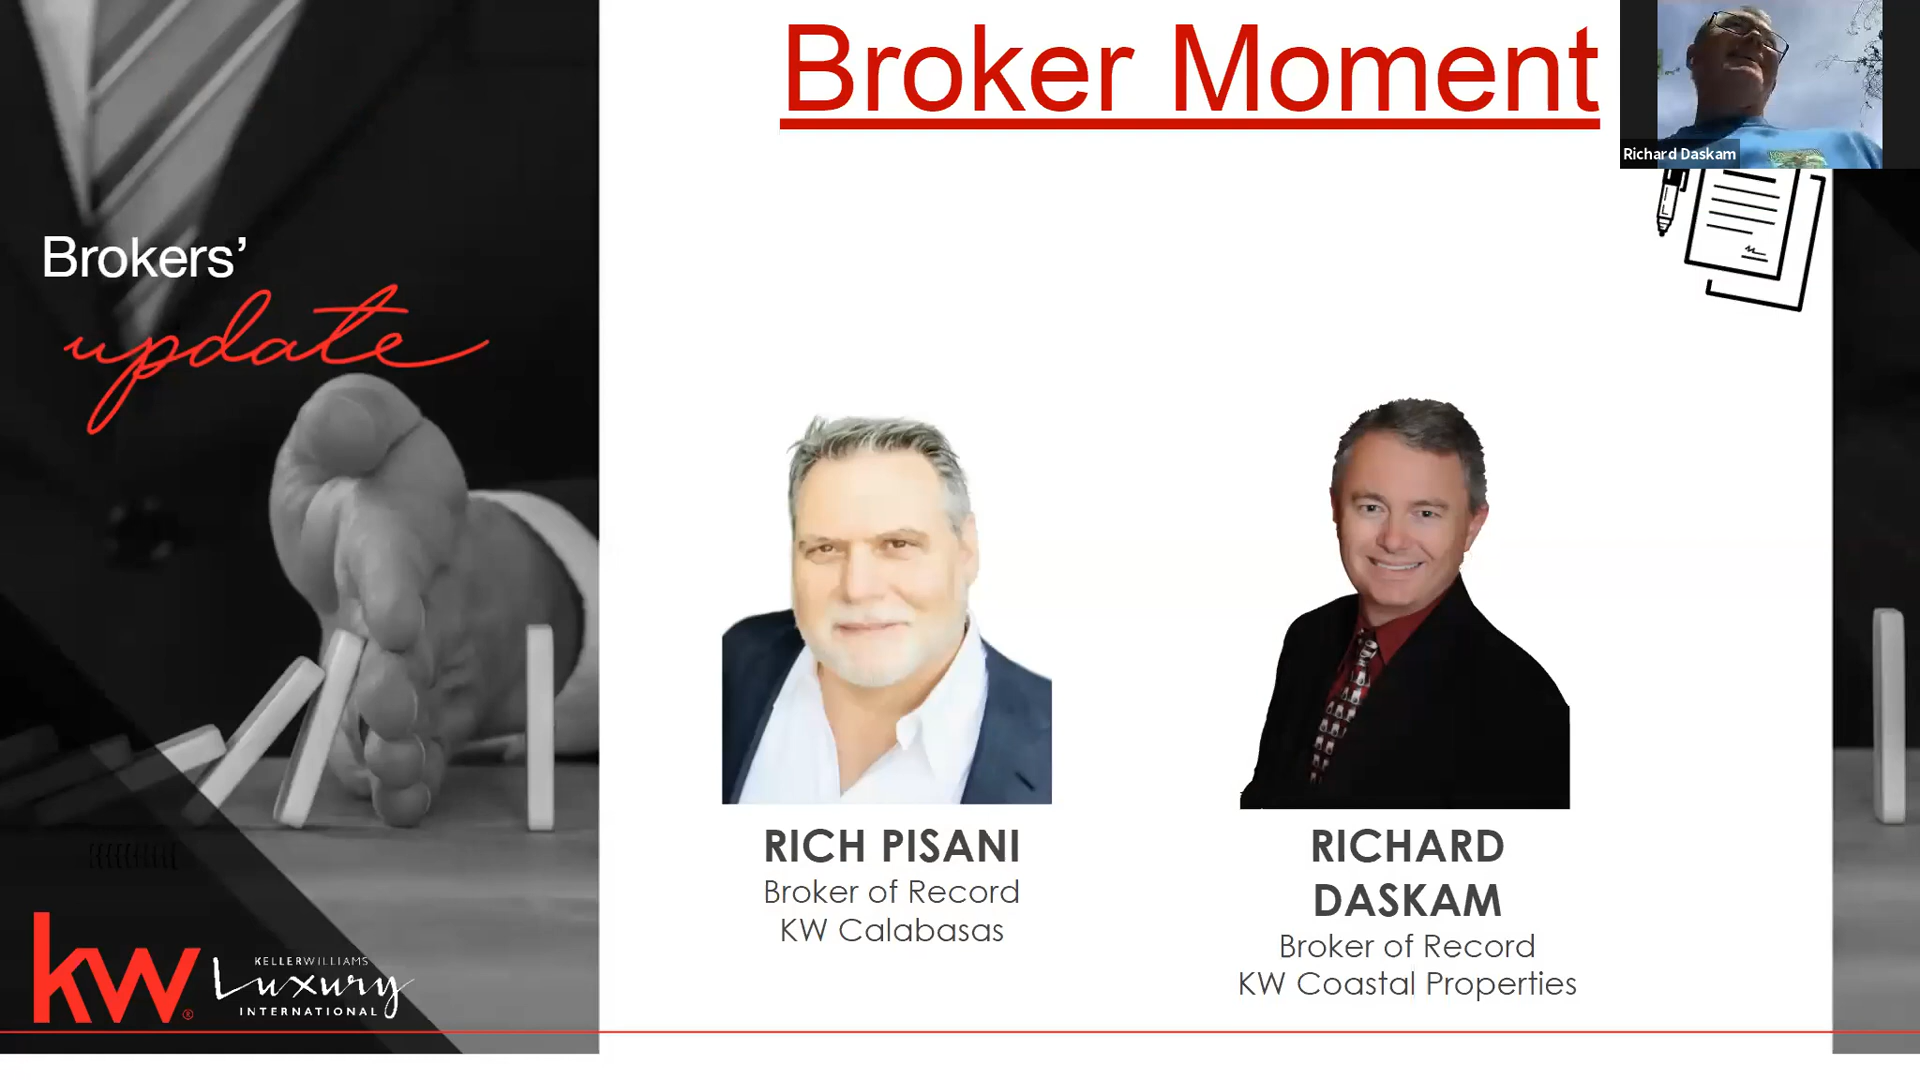 Broker Moment
Richard Daskam
Brokers’
update
RICH PISANI
Broker of Record
KW Calabasas
RICHARD
DASKAM
Broker of Record
KW Coastal Properties
kw®
KELLERWILLIAMS
Luxury
INTERNATIONAL